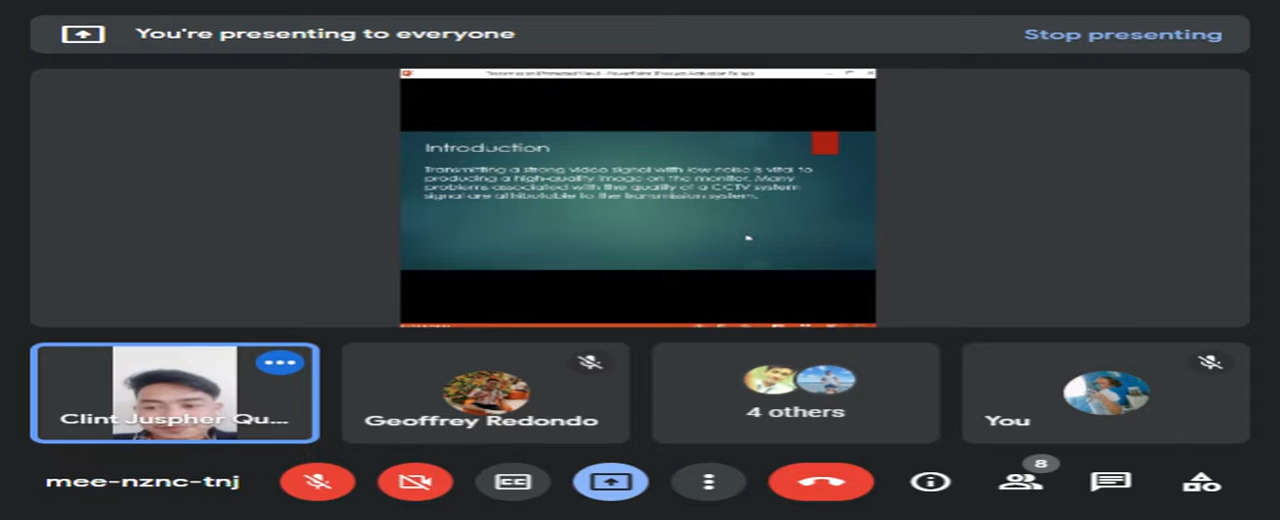 You're presenting to everyone
Stop presenting
Introduction
Transmitting a strong video signal with low noise is vital to
producing a high-quality image on the monitor. Many
problems associated with the quality of a CCTV system
signal are attributable to the transmission system.
Clint Juspher Qu...
Geoffrey Redondo
4 others
You
mee-nznc-tnj
CC
8